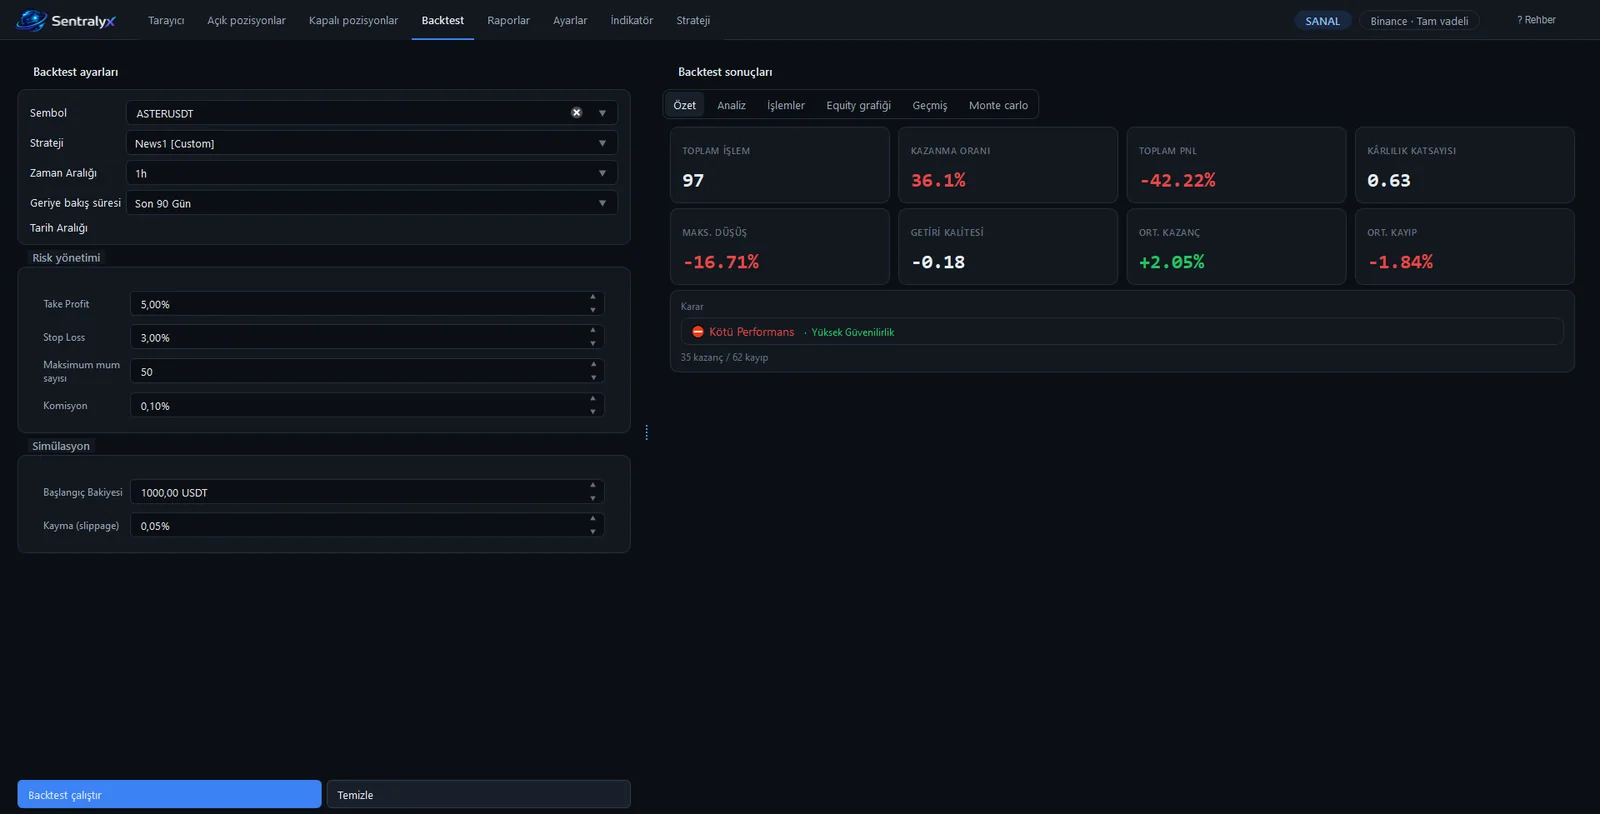 Sentralyx Tarayıcı Açık pozisyonlar Kapalı pozisyonlar Backtest Raporlar Ayarlar İndikatör Strateji SANAL Binance · Tam vadeli ? Rehber
Backtest ayarları
Sembol ASTERUSDT
Strateji News1 [Custom]
Zaman Aralığı 1h
Geriye bakış süresi Son 90 Gün
Tarih Aralığı
Risk yönetimi
Take Profit 5,00%
Stop Loss 3,00%
Maksimum mum
sayısı
50
Komisyon 0,10%
Simülasyon
Başlangıç Bakiyesi 1000,00 USDT
Kayma (slippage) 0,05%
Backtest çalıştır Temizle
Backtest sonuçları
Özet Analiz İşlemler Equity grafiği Geçmiş Monte carlo
TOPLAM İŞLEM
97
KAZANMA ORANI
36.1%
TOPLAM PNL
-42.22%
KÂRLILIK KATSAYISI
0.63
MAKS. DÜŞÜŞ
-16.71%
GETİRİ KALİTESİ
-0.18
ORT. KAZANÇ
+2.05%
ORT. KAYIP
-1.84%
Karar
Kötü Performans · Yüksek Güvenilirlik
35 kazanç / 62 kayıp